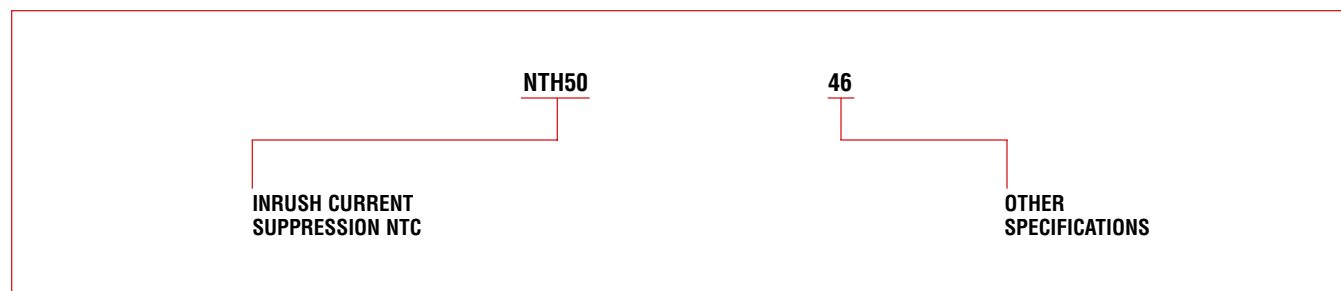 NTH50 46
INRUSH CURRENT
SUPPRESSION NTC
OTHER
SPECIFICATIONS